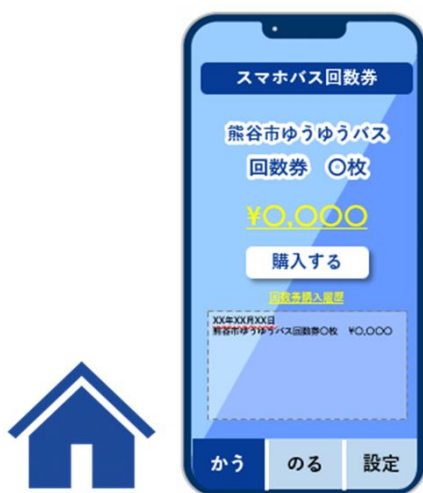 スマホバス回数券
熊谷市ゆうゆうバス
回数券　〇枚
¥〇,〇〇〇
購入する
回数券購入履歴
XX年XX月XX日
熊谷市ゆうゆうバス回数券〇枚　¥〇,〇〇〇
かう　のる　設定